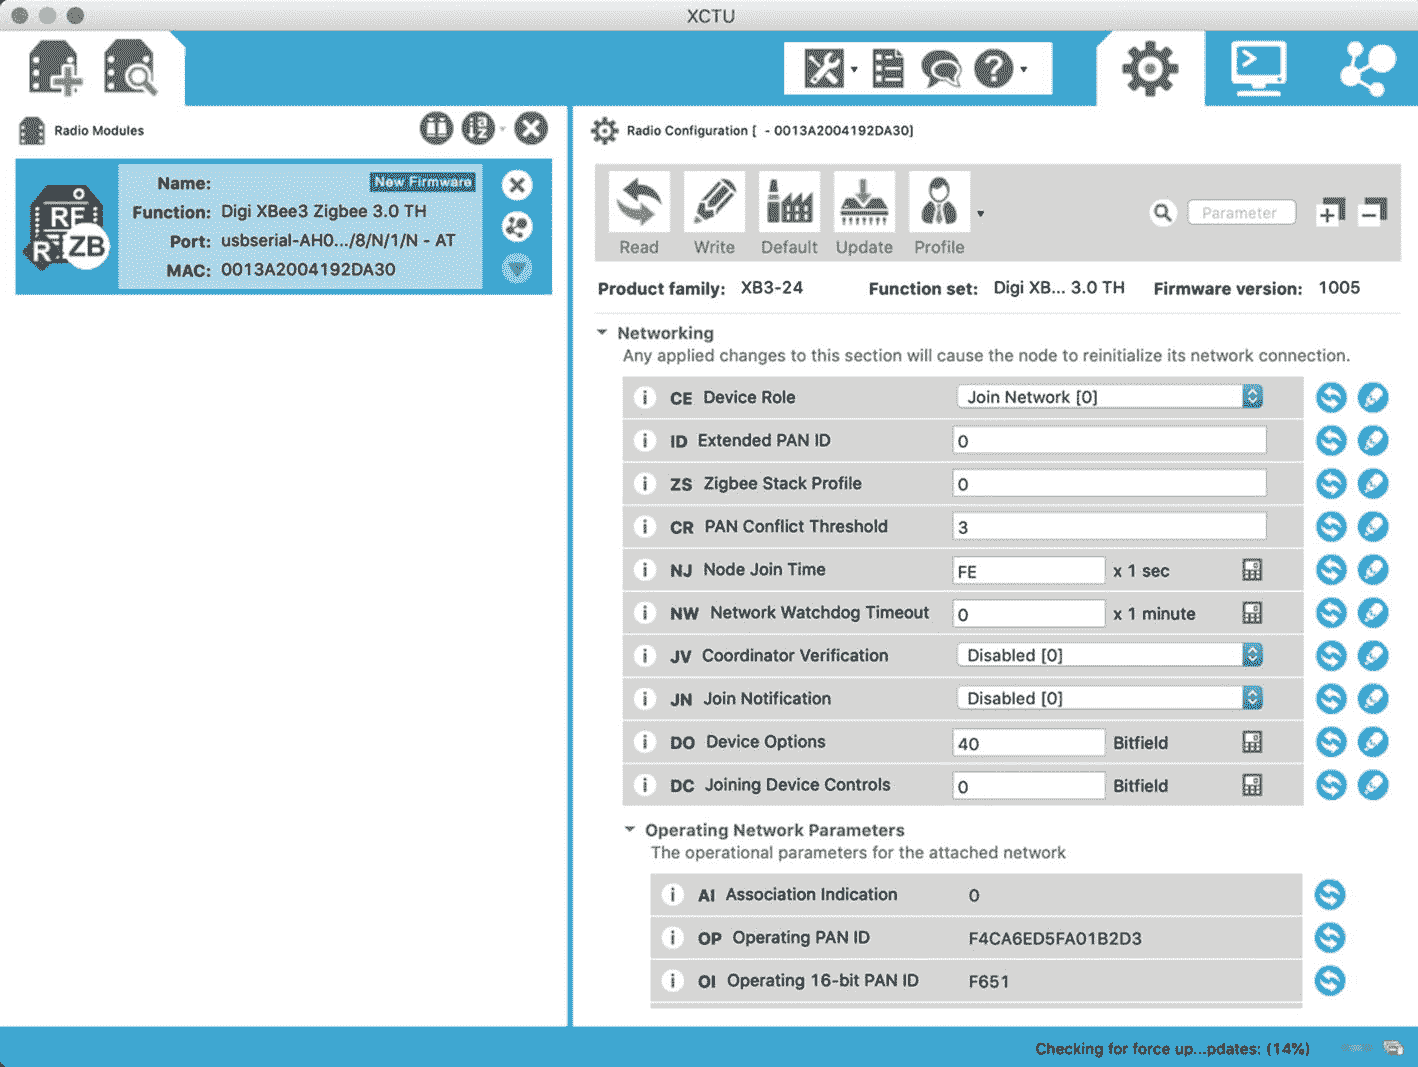 XCTU
Radio Modules
Radio Configuration [  - 0013A2004192DA30]
Name:
New Firmware
Function: Digi XBee3 Zigbee 3.0 TH
Port: usbserial-AH0.../8/N/1/N - AT
MAC: 0013A2004192DA30
RF
R
ZB
Read
Write
Default
Update
Profile
Parameter
Product family: XB3-24
Function set: Digi XB... 3.0 TH
Firmware version: 1005
Networking
Any applied changes to this section will cause the node to reinitialize its network connection.
i CE Device Role Join Network [0]
i ID Extended PAN ID 0
i ZS Zigbee Stack Profile 0
i CR PAN Conflict Threshold 3
i NJ Node Join Time FE x 1 sec
i NW Network Watchdog Timeout 0 x 1 minute
i JV Coordinator Verification Disabled [0]
i JN Join Notification Disabled [0]
i DO Device Options 40 Bitfield
i DC Joining Device Controls 0 Bitfield
Operating Network Parameters
The operational parameters for the attached network
i AI Association Indication 0
i OP Operating PAN ID F4CA6ED5FA01B2D3
i OI Operating 16-bit PAN ID F651
Checking for force up...pdates: (14%)